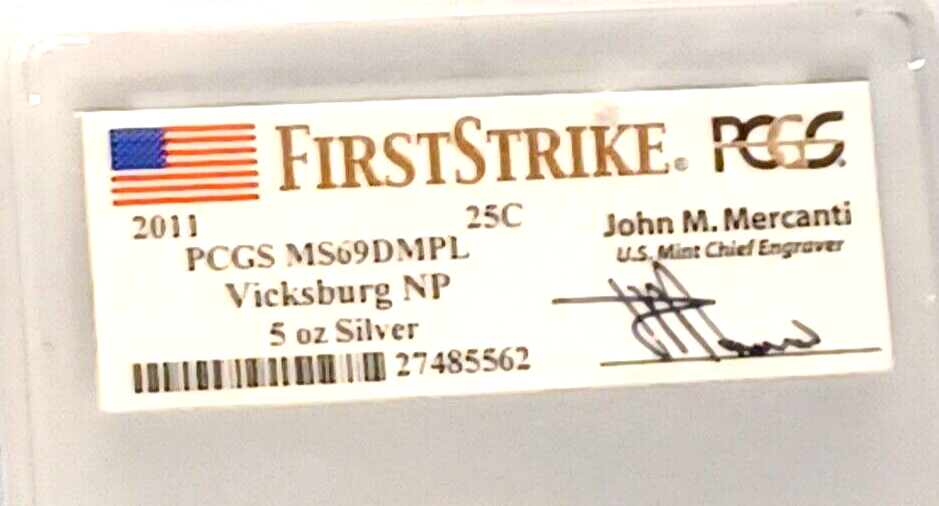 FIRSTSTRIKE® PCGS
2011 25C
PCGS MS69DMPL
Vicksburg NP
5 oz Silver
27485562
John M. Mercanti
U.S. Mint Chief Engraver